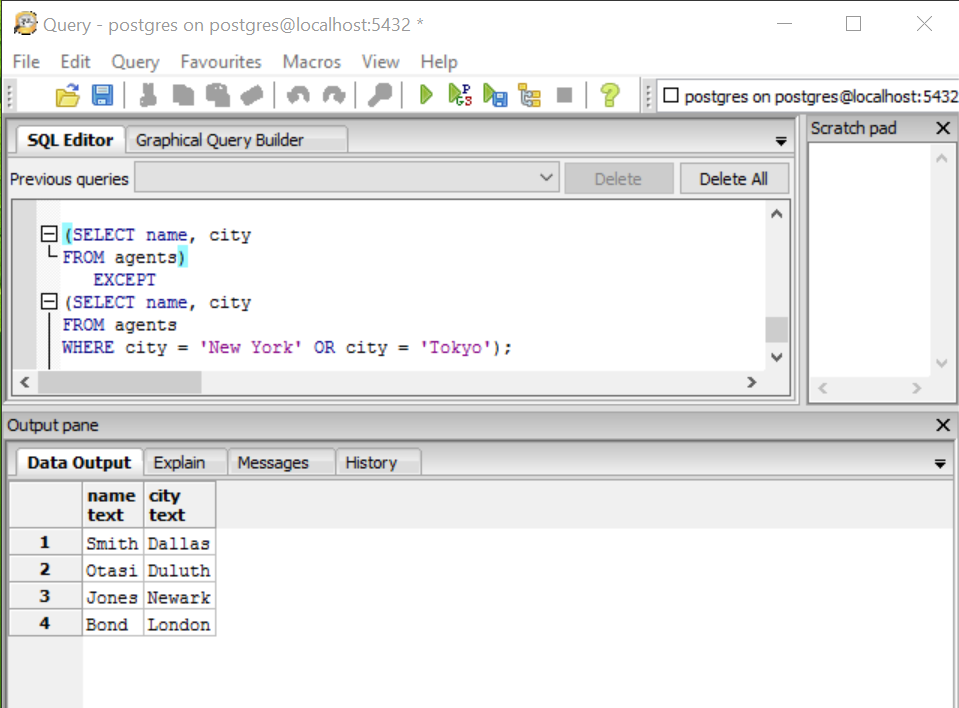 Query - postgres on postgres@localhost:5432 *
File Edit Query Favourites Macros View Help
postgres on postgres@localhost:5432
SQL Editor Graphical Query Builder
Scratch pad
Previous queries Delete Delete All
(SELECT name, city
FROM agents)
EXCEPT
(SELECT name, city
FROM agents
WHERE city = 'New York' OR city = 'Tokyo');
Output pane
Data Output Explain Messages History
name city
text text
1 Smith Dallas
2 Otasi Duluth
3 Jones Newark
4 Bond London